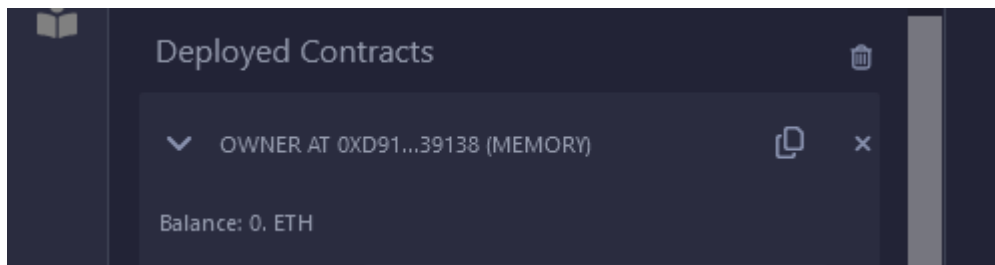 Deployed Contracts
OWNER AT 0XD91...39138 (MEMORY)
Balance: 0. ETH